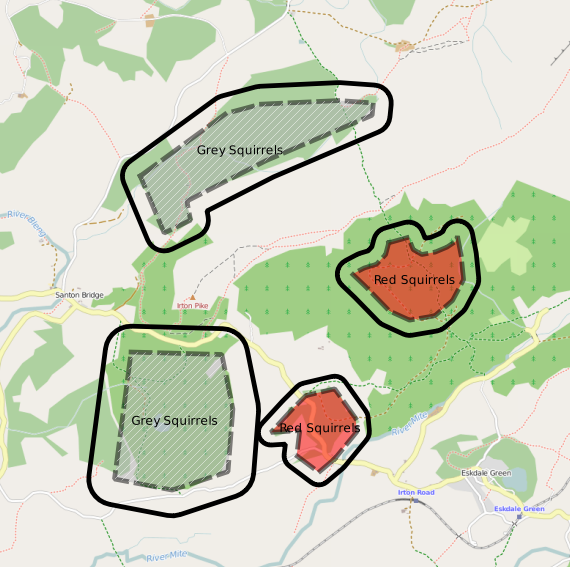 Grey Squirrels
River Bleng
Red Squirrels
Santon Bridge
Irton Pike
Grey Squirrels
Red Squirrels
River Mite
Eskdale Green
Irton Road
Eskdale Green
River Mite